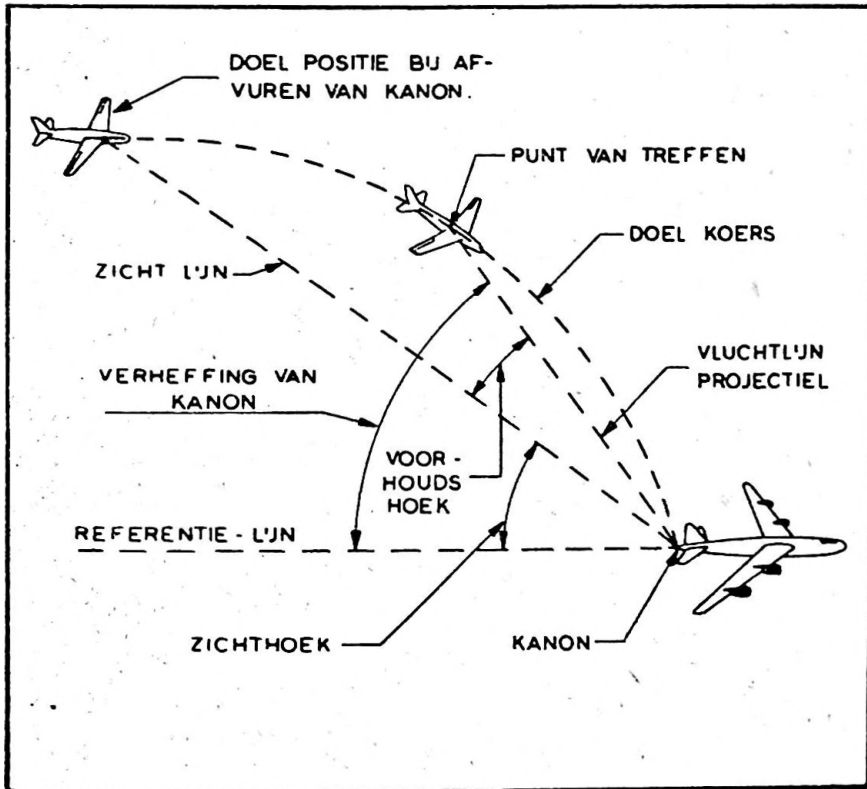 DOEL POSITIE BIJ AF-
VUREN VAN KANON.
PUNT VAN TREFFEN
DOEL KOERS
ZICHT LIJN
VLUCHTLIJN
PROJECTIEL
VERHEFFING VAN
KANON
VOOR-
HOUDS
HOEK
REFERENTIE-LIJN
ZICHTHOEK
KANON